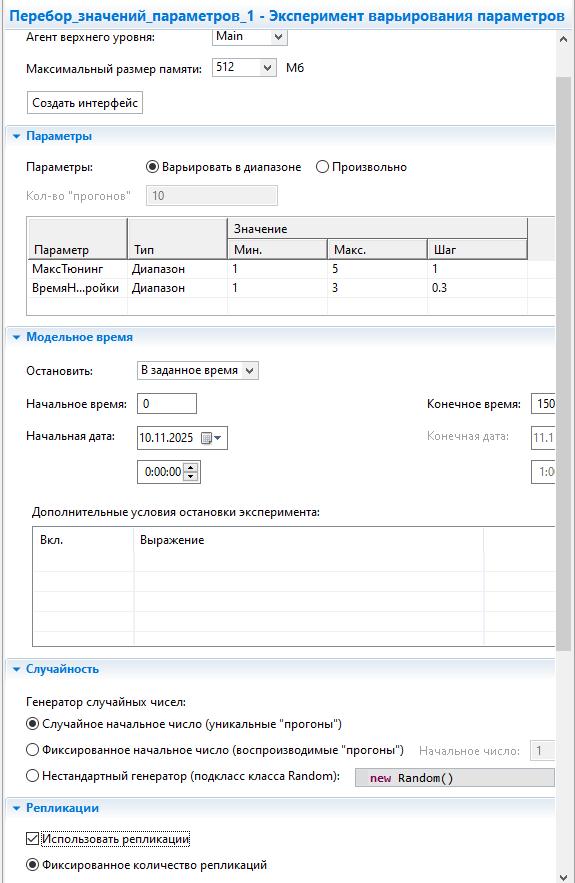 Перебор_значений_параметров_1 - Эксперимент варьирования параметров
Агент верхнего уровня: Main
Максимальный размер памяти: 512 Мб
Создать интерфейс
Параметры
Параметры: Варьировать в диапазоне Произвольно
Кол-во "прогонов" 10
Значение
Параметр Тип Мин. Макс. Шаг
МаксТюнинг Диапазон 1 5 1
ВремяН...ройки Диапазон 1 3 0.3
Модельное время
Остановить: В заданное время
Начальное время: 0 Конечное время: 150
Начальная дата: 10.11.2025 Конечная дата: 11.1
0:00:00 1:00
Дополнительные условия остановки эксперимента:
Вкл. Выражение
Случайность
Генератор случайных чисел:
Случайное начальное число (уникальные "прогоны")
Фиксированное начальное число (воспроизводимые "прогоны") Начальное число: 1
Нестандартный генератор (подкласс класса Random): new Random()
Репликации
Использовать репликации
Фиксированное количество репликаций